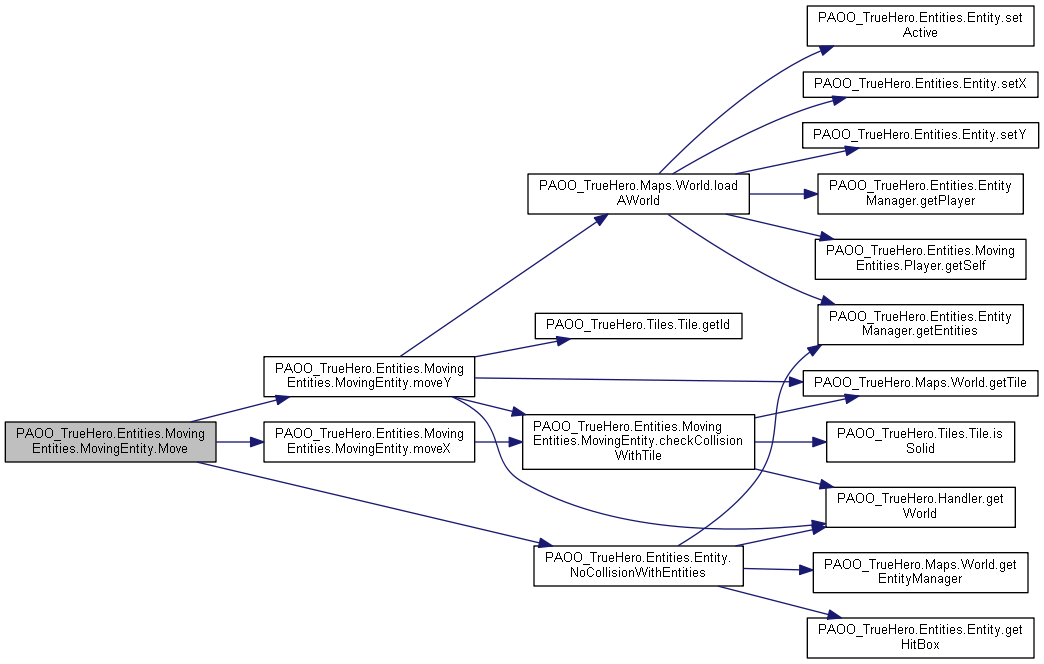 PAOO_TrueHero.Entities.Entity.set
Active
PAOO_TrueHero.Entities.Entity.setX
PAOO_TrueHero.Entities.Entity.setY
PAOO_TrueHero.Maps.World.load
AWorld
PAOO_TrueHero.Entities.Entity
Manager.getPlayer
PAOO_TrueHero.Entities.Moving
Entities.Player.getSelf
PAOO_TrueHero.Entities.Entity
Manager.getEntities
PAOO_TrueHero.Tiles.Tile.getId
PAOO_TrueHero.Entities.Moving
Entities.MovingEntity.moveY
PAOO_TrueHero.Maps.World.getTile
PAOO_TrueHero.Entities.Moving
Entities.MovingEntity.Move
PAOO_TrueHero.Entities.Moving
Entities.MovingEntity.moveX
PAOO_TrueHero.Entities.Moving
Entities.MovingEntity.checkCollision
WithTile
PAOO_TrueHero.Tiles.Tile.is
Solid
PAOO_TrueHero.Handler.get
World
PAOO_TrueHero.Entities.Entity.
NoCollisionWithEntities
PAOO_TrueHero.Maps.World.get
EntityManager
PAOO_TrueHero.Entities.Entity.get
HitBox